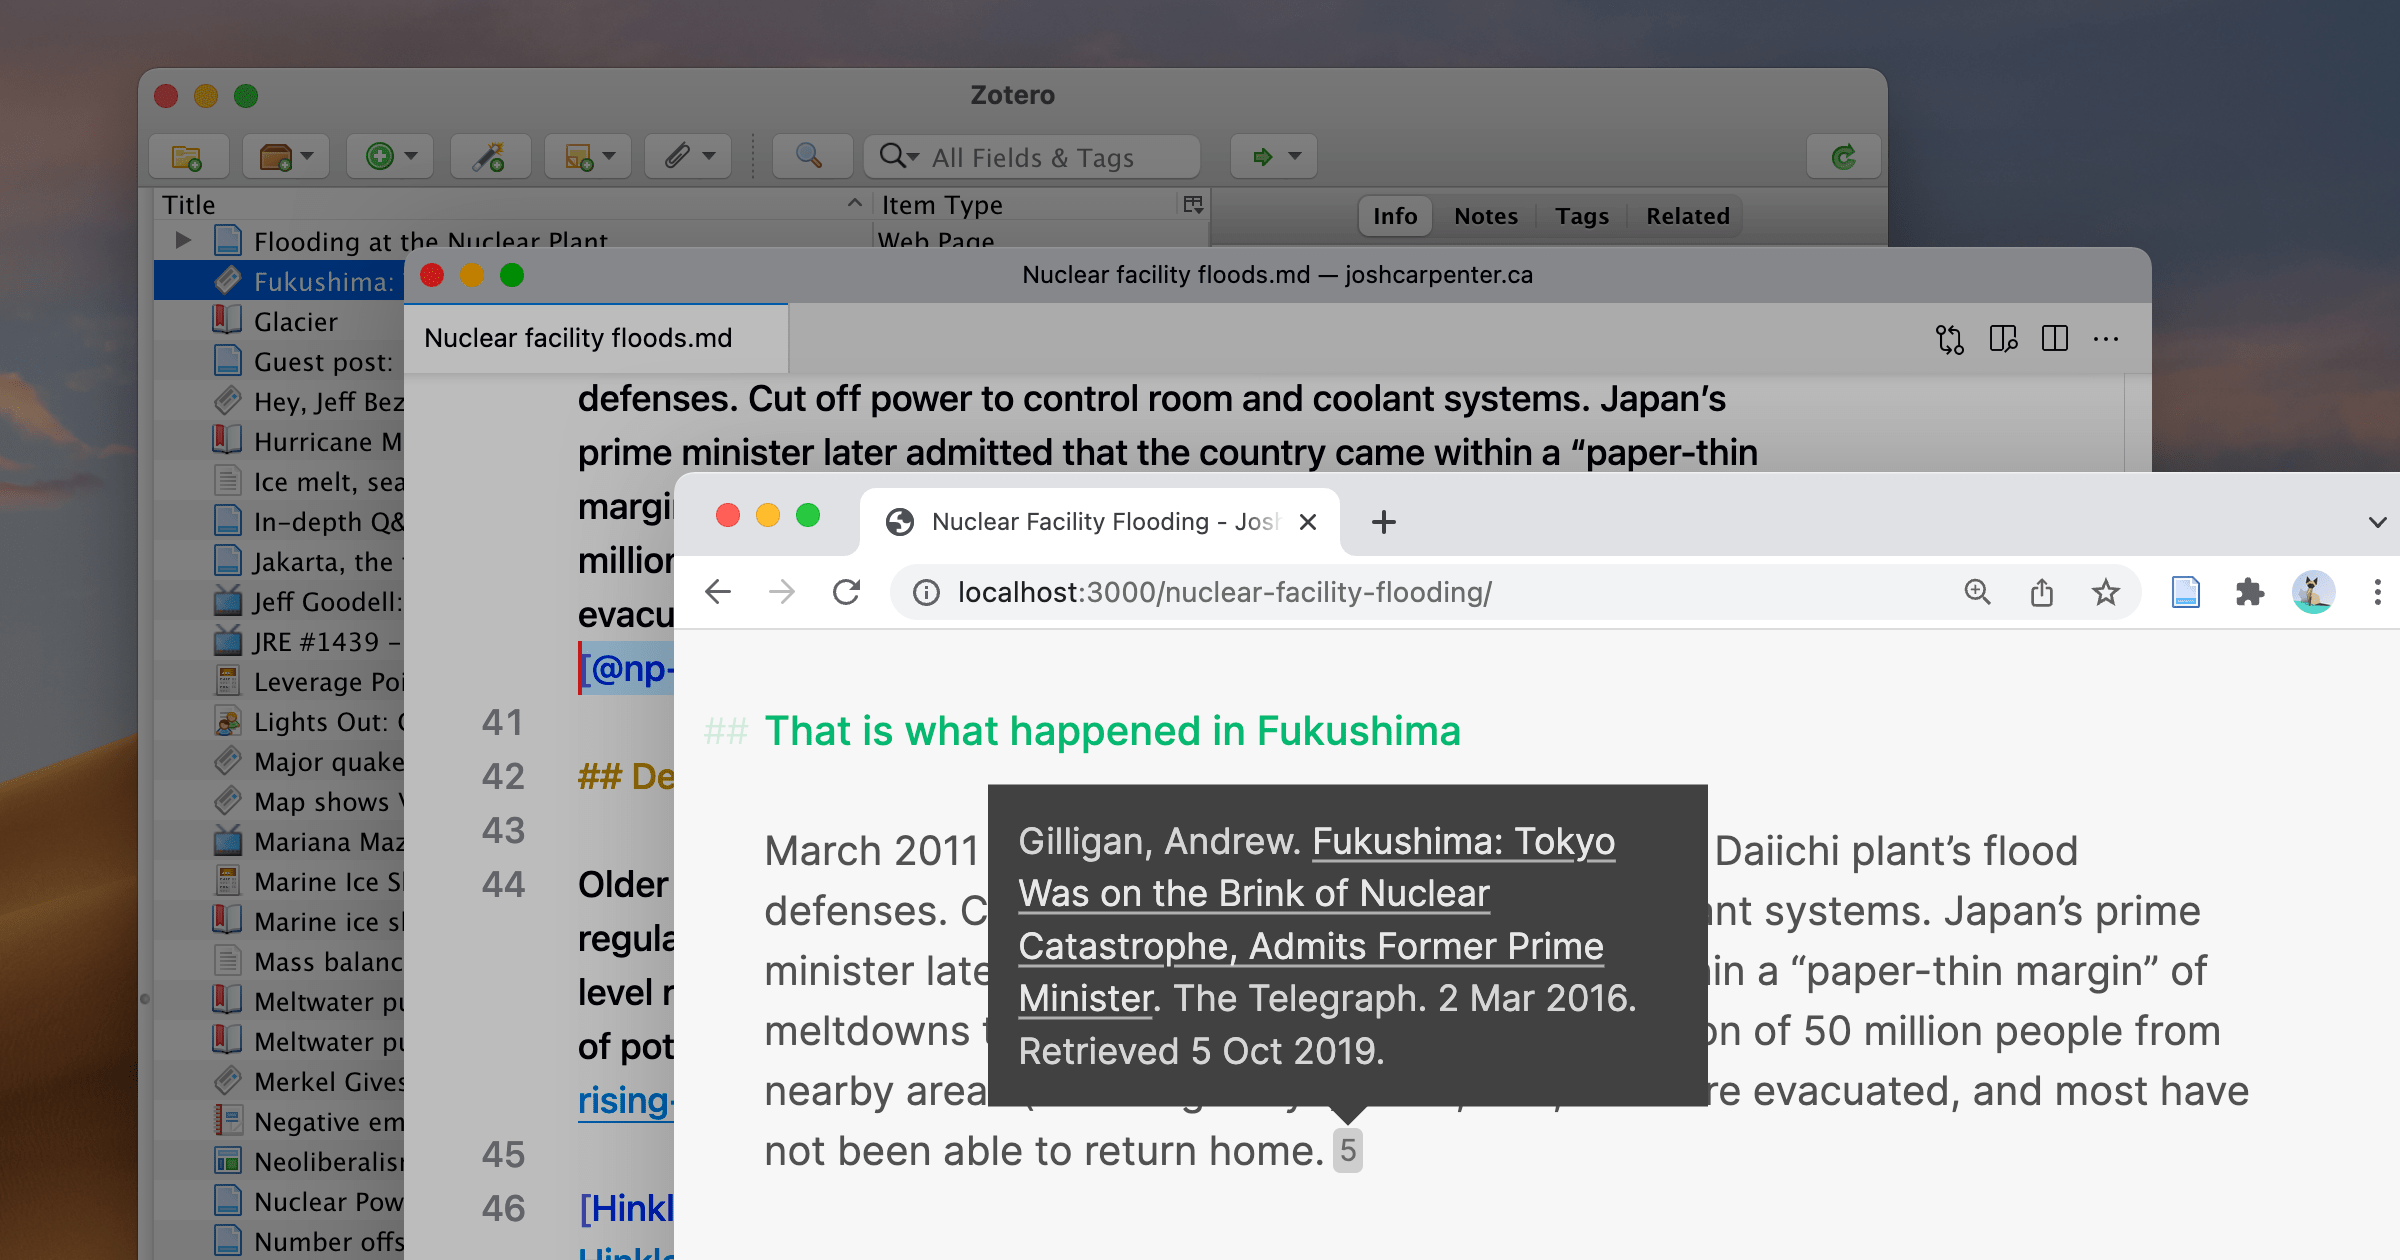 Zotero
All Fields & Tags
Title
Item Type
Info
Notes
Tags
Related
Flooding at the Nuclear Plant
Web Page
Fukushima:
Glacier
Guest post:
Hey, Jeff Bez
Hurricane M
Ice melt, sea
In-depth Q&
Jakarta, the
Jeff Goodell:
JRE #1439 –
Leverage Poi
Lights Out:
Major quake
Map shows
Mariana Maz
Marine Ice S
Marine ice s
Mass balanc
Meltwater pu
Meltwater pu
Merkel Gives
Negative em
Neoliberalis
Nuclear Pow
Number offs
Nuclear facility floods.md — joshcarpenter.ca
Nuclear facility floods.md
defenses. Cut off power to control room and coolant systems. Japan’s
prime minister later admitted that the country came within a “paper-thin
margi
million
evacu
[@np-
41
42 ## De
43
44 Older
regula
level r
of pot
rising-
45
46 [Hinkl
Nuclear Facility Flooding - Josh
localhost:3000/nuclear-facility-flooding/
## That is what happened in Fukushima
Gilligan, Andrew. Fukushima: Tokyo
Was on the Brink of Nuclear
Catastrophe, Admits Former Prime
Minister. The Telegraph. 2 Mar 2016.
Retrieved 5 Oct 2019.
March 2011 Daiichi plant’s flood
defenses. C nt systems. Japan’s prime
minister late in a “paper-thin margin” of
meltdowns on of 50 million people from
nearby area re evacuated, and most have
not been able to return home. 5